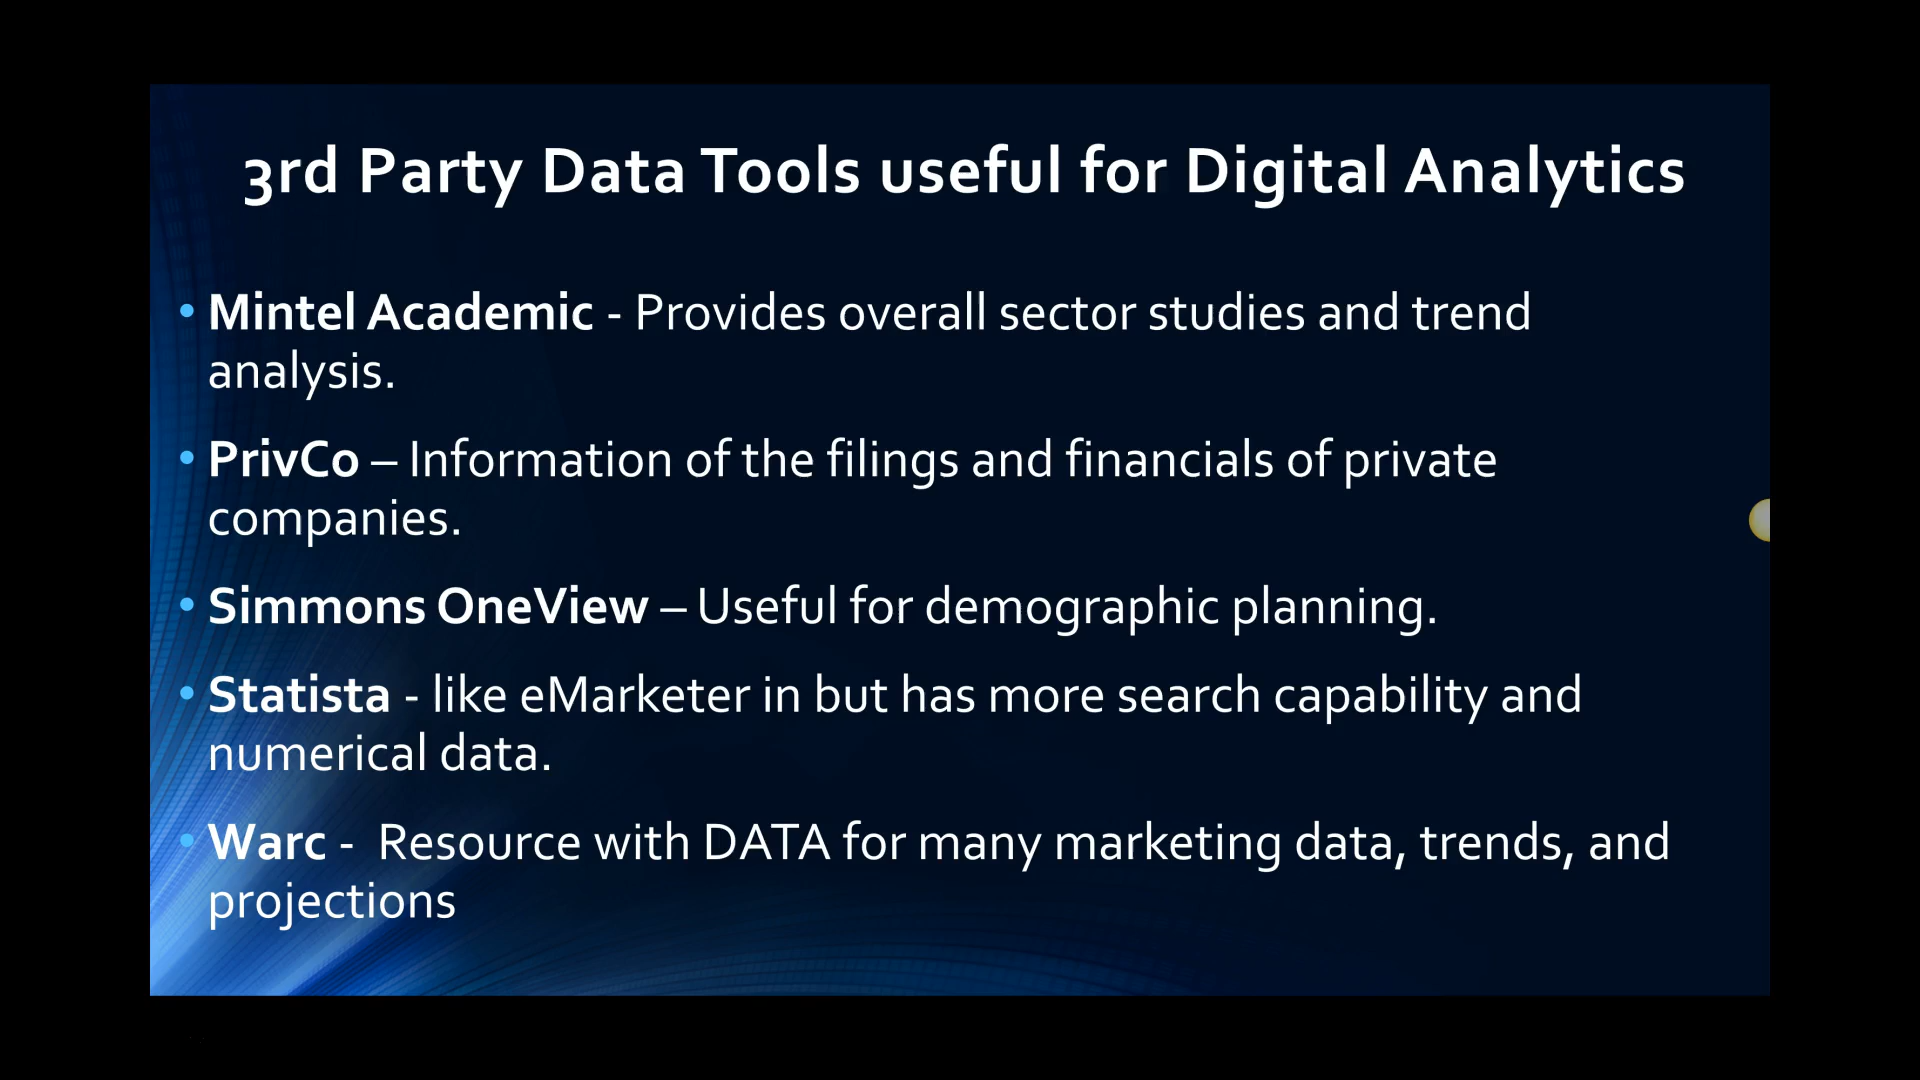 3rd Party Data Tools useful for Digital Analytics
• Mintel Academic - Provides overall sector studies and trend
analysis.
• PrivCo – Information of the filings and financials of private
companies.
• Simmons OneView – Useful for demographic planning.
• Statista - like eMarketer in but has more search capability and
numerical data.
• Warc -  Resource with DATA for many marketing data, trends, and
projections